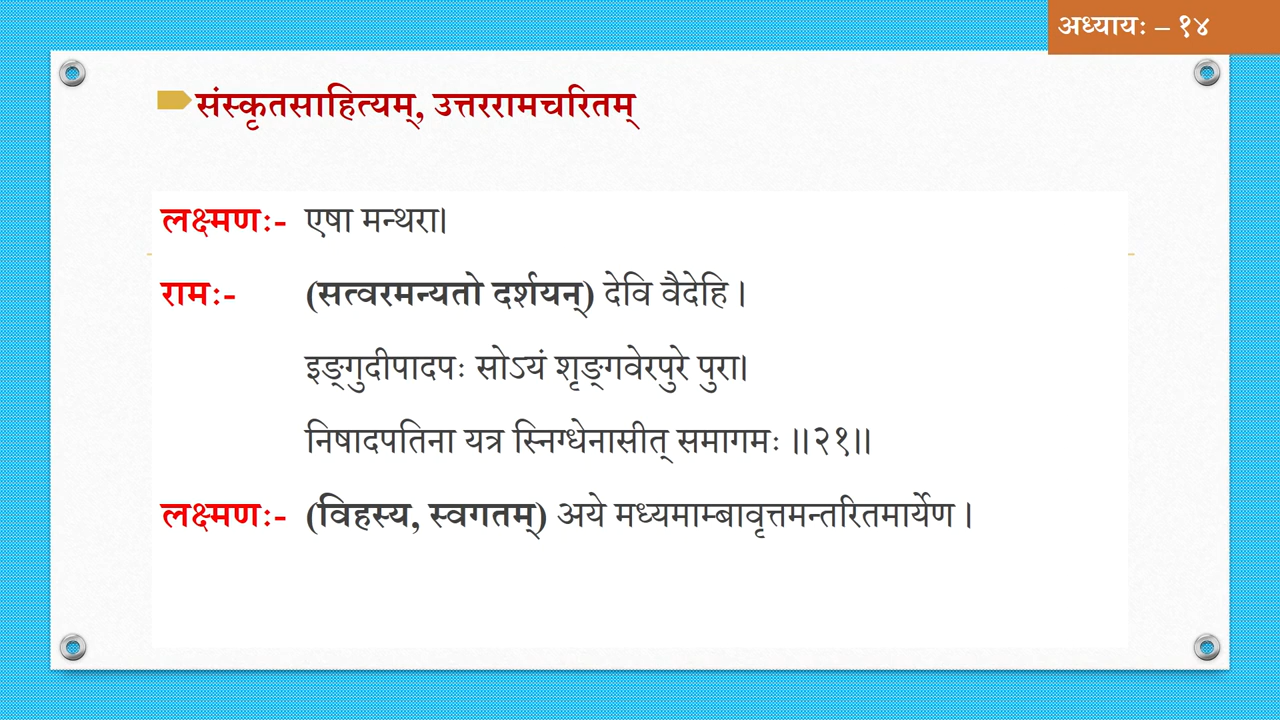 अध्यायः – १४
संस्कृतसाहित्यम्, उत्तररामचरितम्
लक्ष्मणः- एषा मन्थरा।
रामः- (सत्वरमन्यतो दर्शयन्) देवि वैदेहि ।
इङ्गुदीपादपः सोऽयं शृङ्गवेरपुरे पुरा।
निषादपतिना यत्र स्निग्धेनासीत् समागमः ॥२१॥
लक्ष्मणः- (विहस्य, स्वगतम्) अये मध्यमाम्बावृत्तमन्तरितमार्येण ।